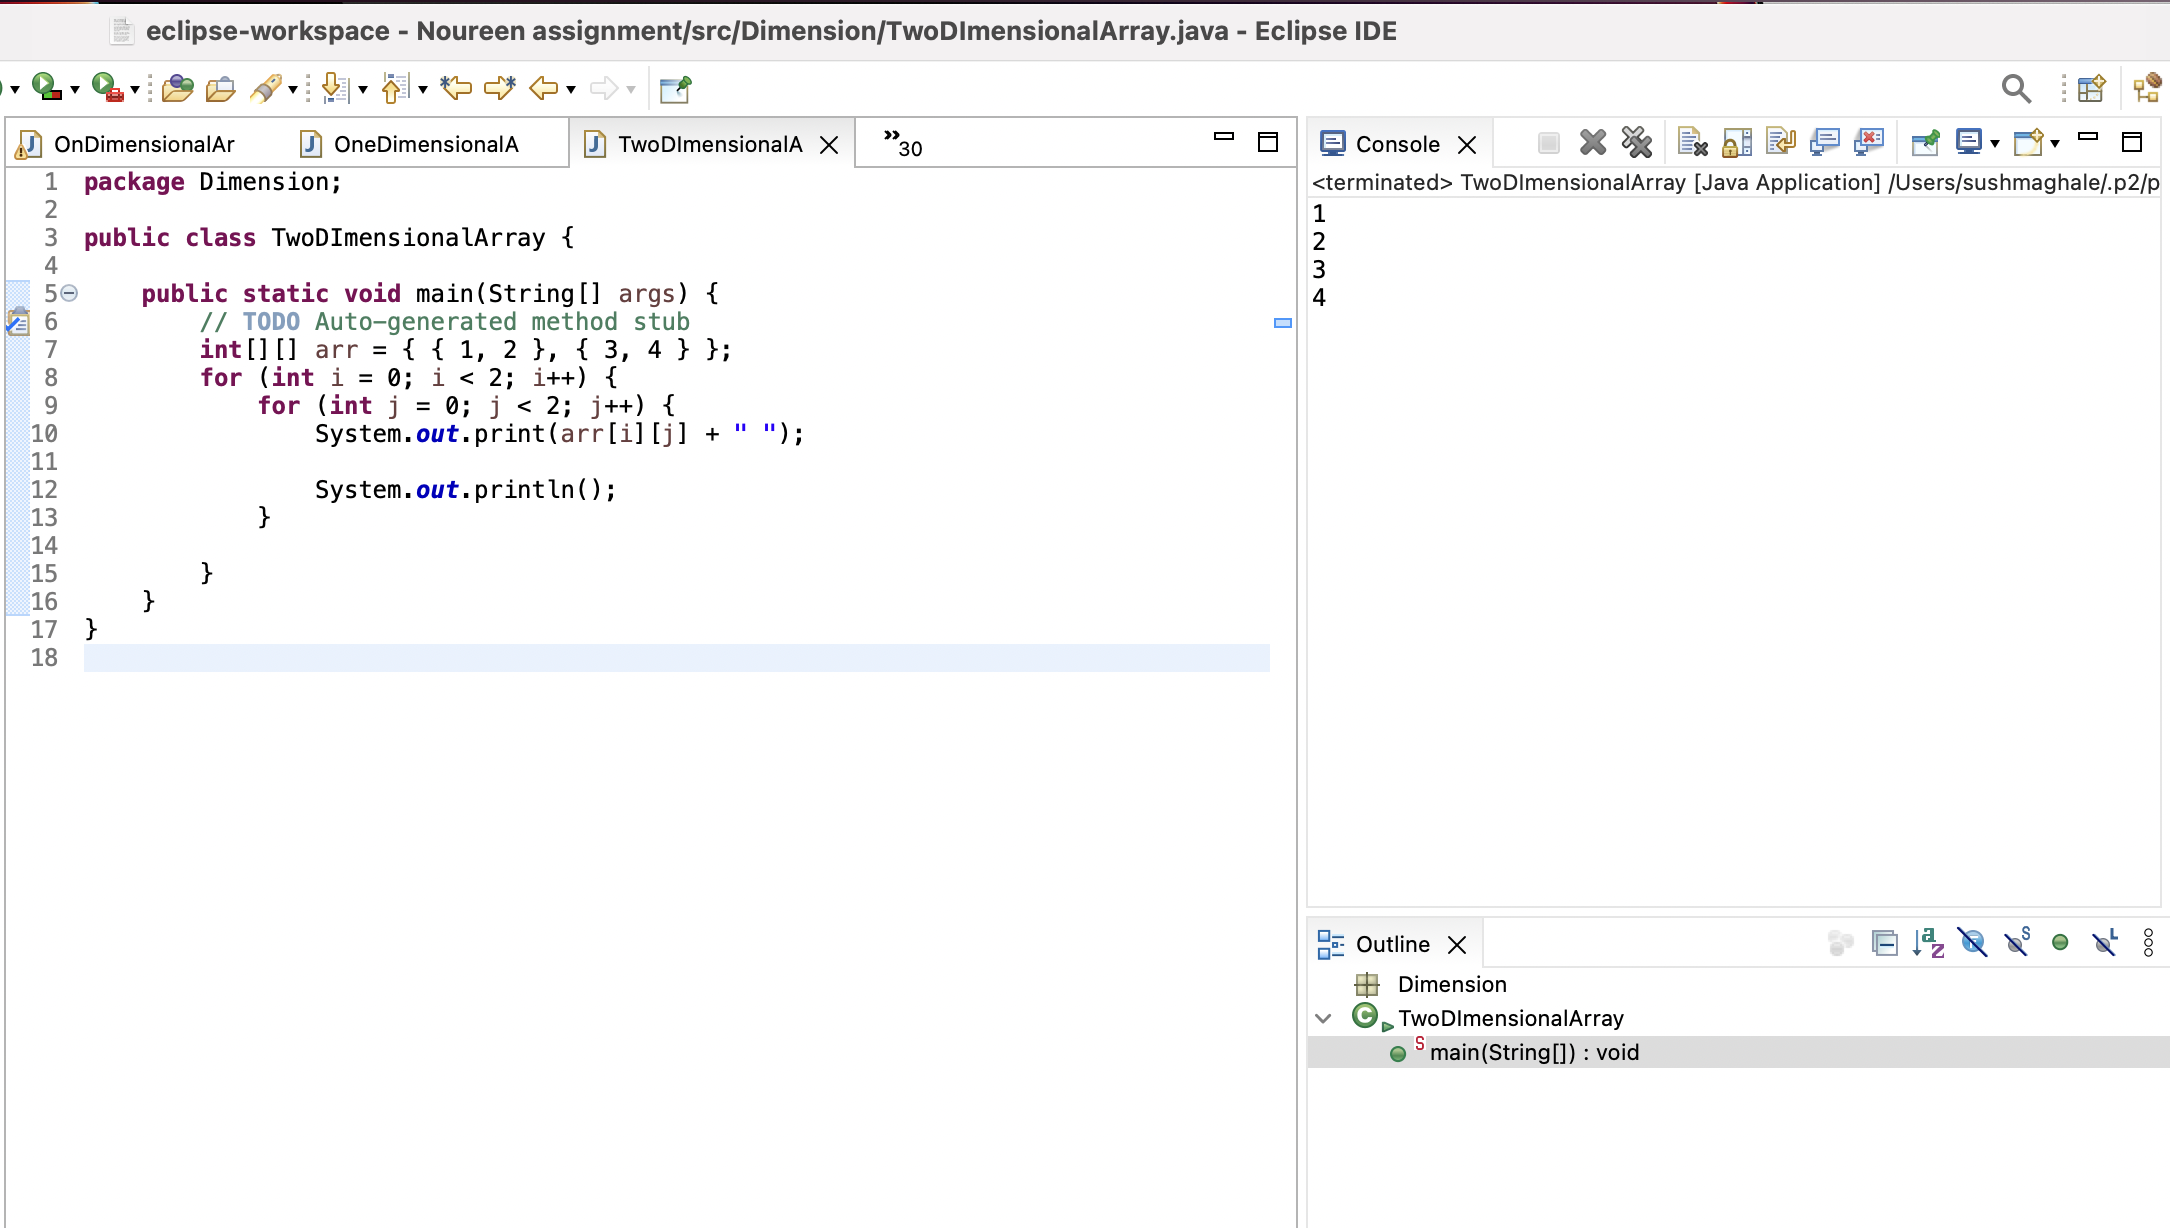 eclipse-workspace - Noureen assignment/src/Dimension/TwoDImensionalArray.java - Eclipse IDE
OnDimensionalAr
OneDimensionalA
TwoDImensionalA
»30
1 package Dimension;
2
3 public class TwoDImensionalArray {
4
5 public static void main(String[] args) {
6 // TODO Auto-generated method stub
7 int[][] arr = { { 1, 2 }, { 3, 4 } };
8 for (int i = 0; i < 2; i++) {
9 for (int j = 0; j < 2; j++) {
10 System.out.print(arr[i][j] + " ");
11
12 System.out.println();
13 }
14
15 }
16 }
17 }
18
Console
<terminated> TwoDImensionalArray [Java Application] /Users/sushmaghale/.p2/p
1
2
3
4
Outline
Dimension
TwoDImensionalArray
main(String[]) : void